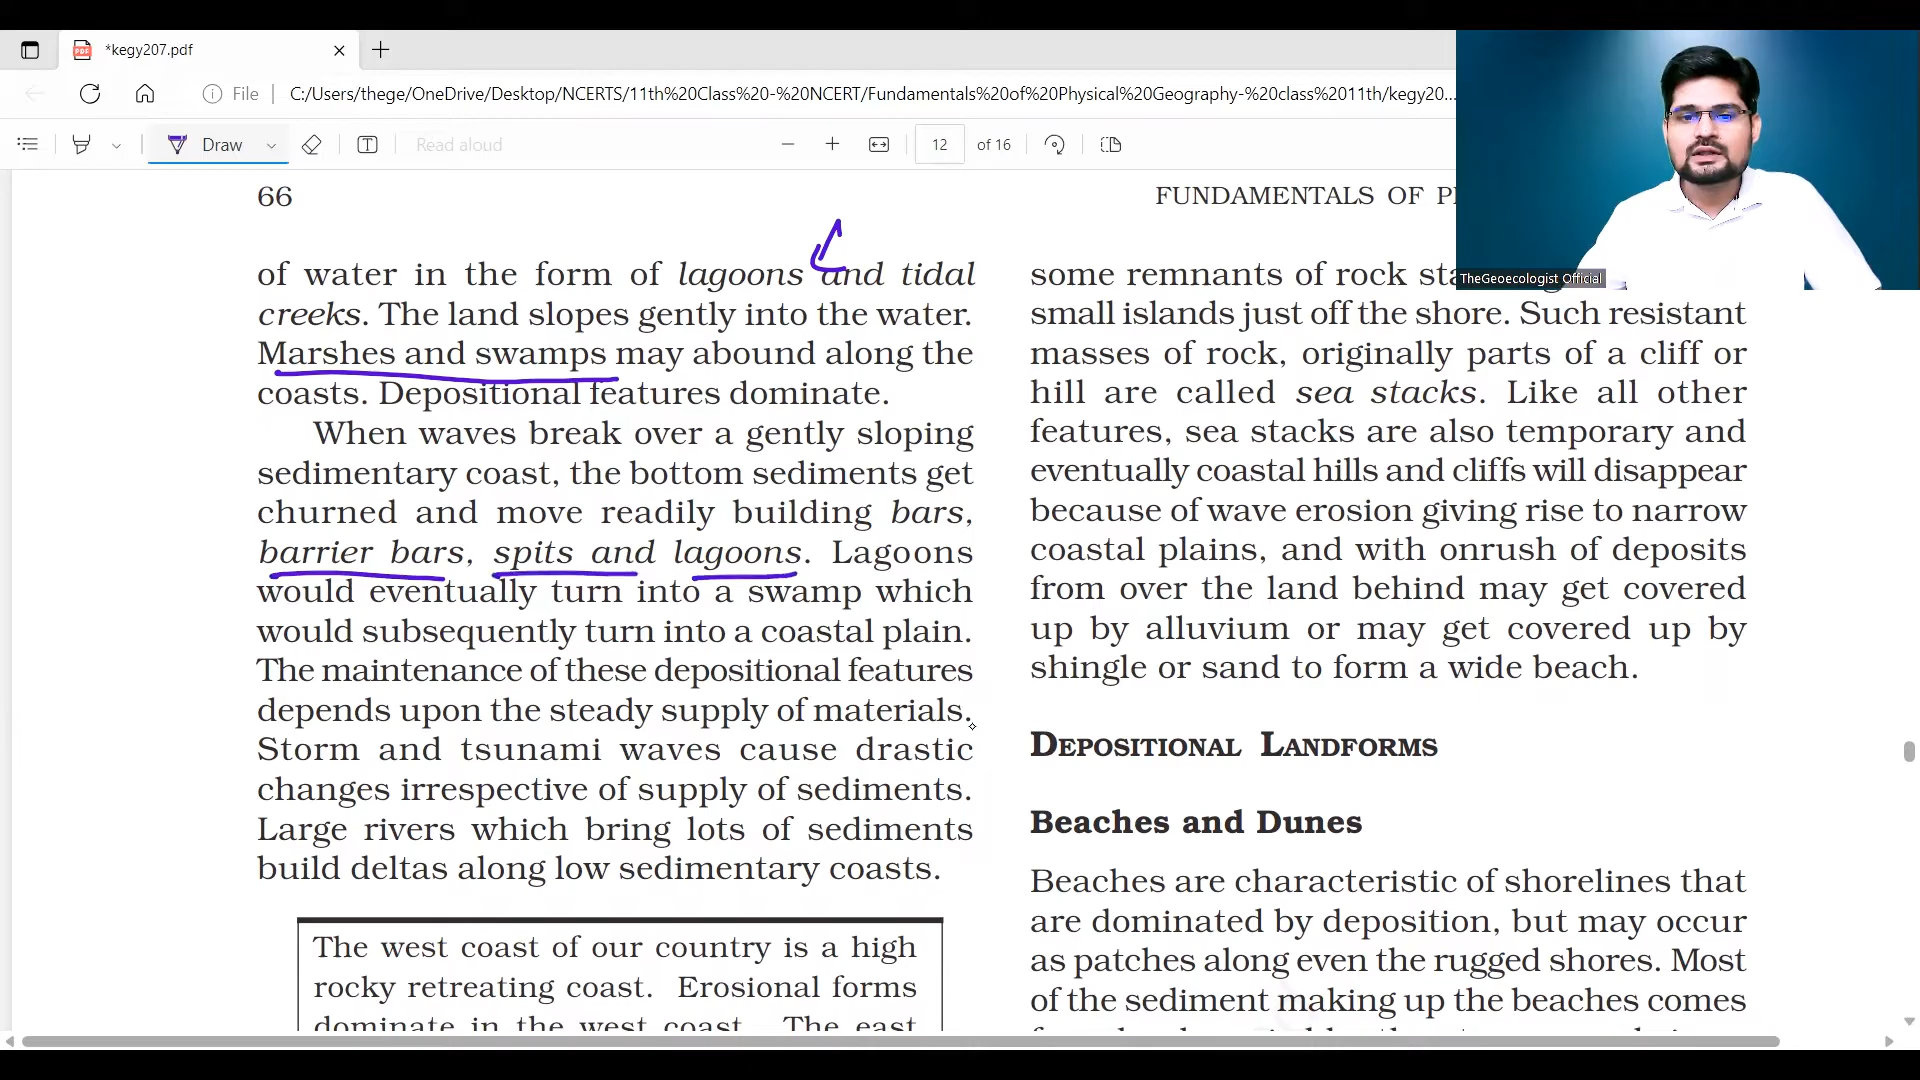 *kegy207.pdf
File
C:/Users/thege/OneDrive/Desktop/NCERTS/11th%20Class%20-%20NCERT/Fundamentals%20of%20Physical%20Geography-%20class%2011th/kegy20...
Draw
Read aloud
12 of 16
TheGeoecologist Official
66
FUNDAMENTALS OF
of water in the form of lagoons and tidal
creeks. The land slopes gently into the water.
Marshes and swamps may abound along the
coasts. Depositional features dominate.
When waves break over a gently sloping
sedimentary coast, the bottom sediments get
churned and move readily building bars,
barrier bars, spits and lagoons. Lagoons
would eventually turn into a swamp which
would subsequently turn into a coastal plain.
The maintenance of these depositional features
depends upon the steady supply of materials.
Storm and tsunami waves cause drastic
changes irrespective of supply of sediments.
Large rivers which bring lots of sediments
build deltas along low sedimentary coasts.
The west coast of our country is a high
rocky retreating coast. Erosional forms
dominate in the west coast. The east
some remnants of rock
small islands just off the shore. Such resistant
masses of rock, originally parts of a cliff or
hill are called sea stacks. Like all other
features, sea stacks are also temporary and
eventually coastal hills and cliffs will disappear
because of wave erosion giving rise to narrow
coastal plains, and with onrush of deposits
from over the land behind may get covered
up by alluvium or may get covered up by
shingle or sand to form a wide beach.
DEPOSITIONAL LANDFORMS
Beaches and Dunes
Beaches are characteristic of shorelines that
are dominated by deposition, but may occur
as patches along even the rugged shores. Most
of the sediment making up the beaches comes